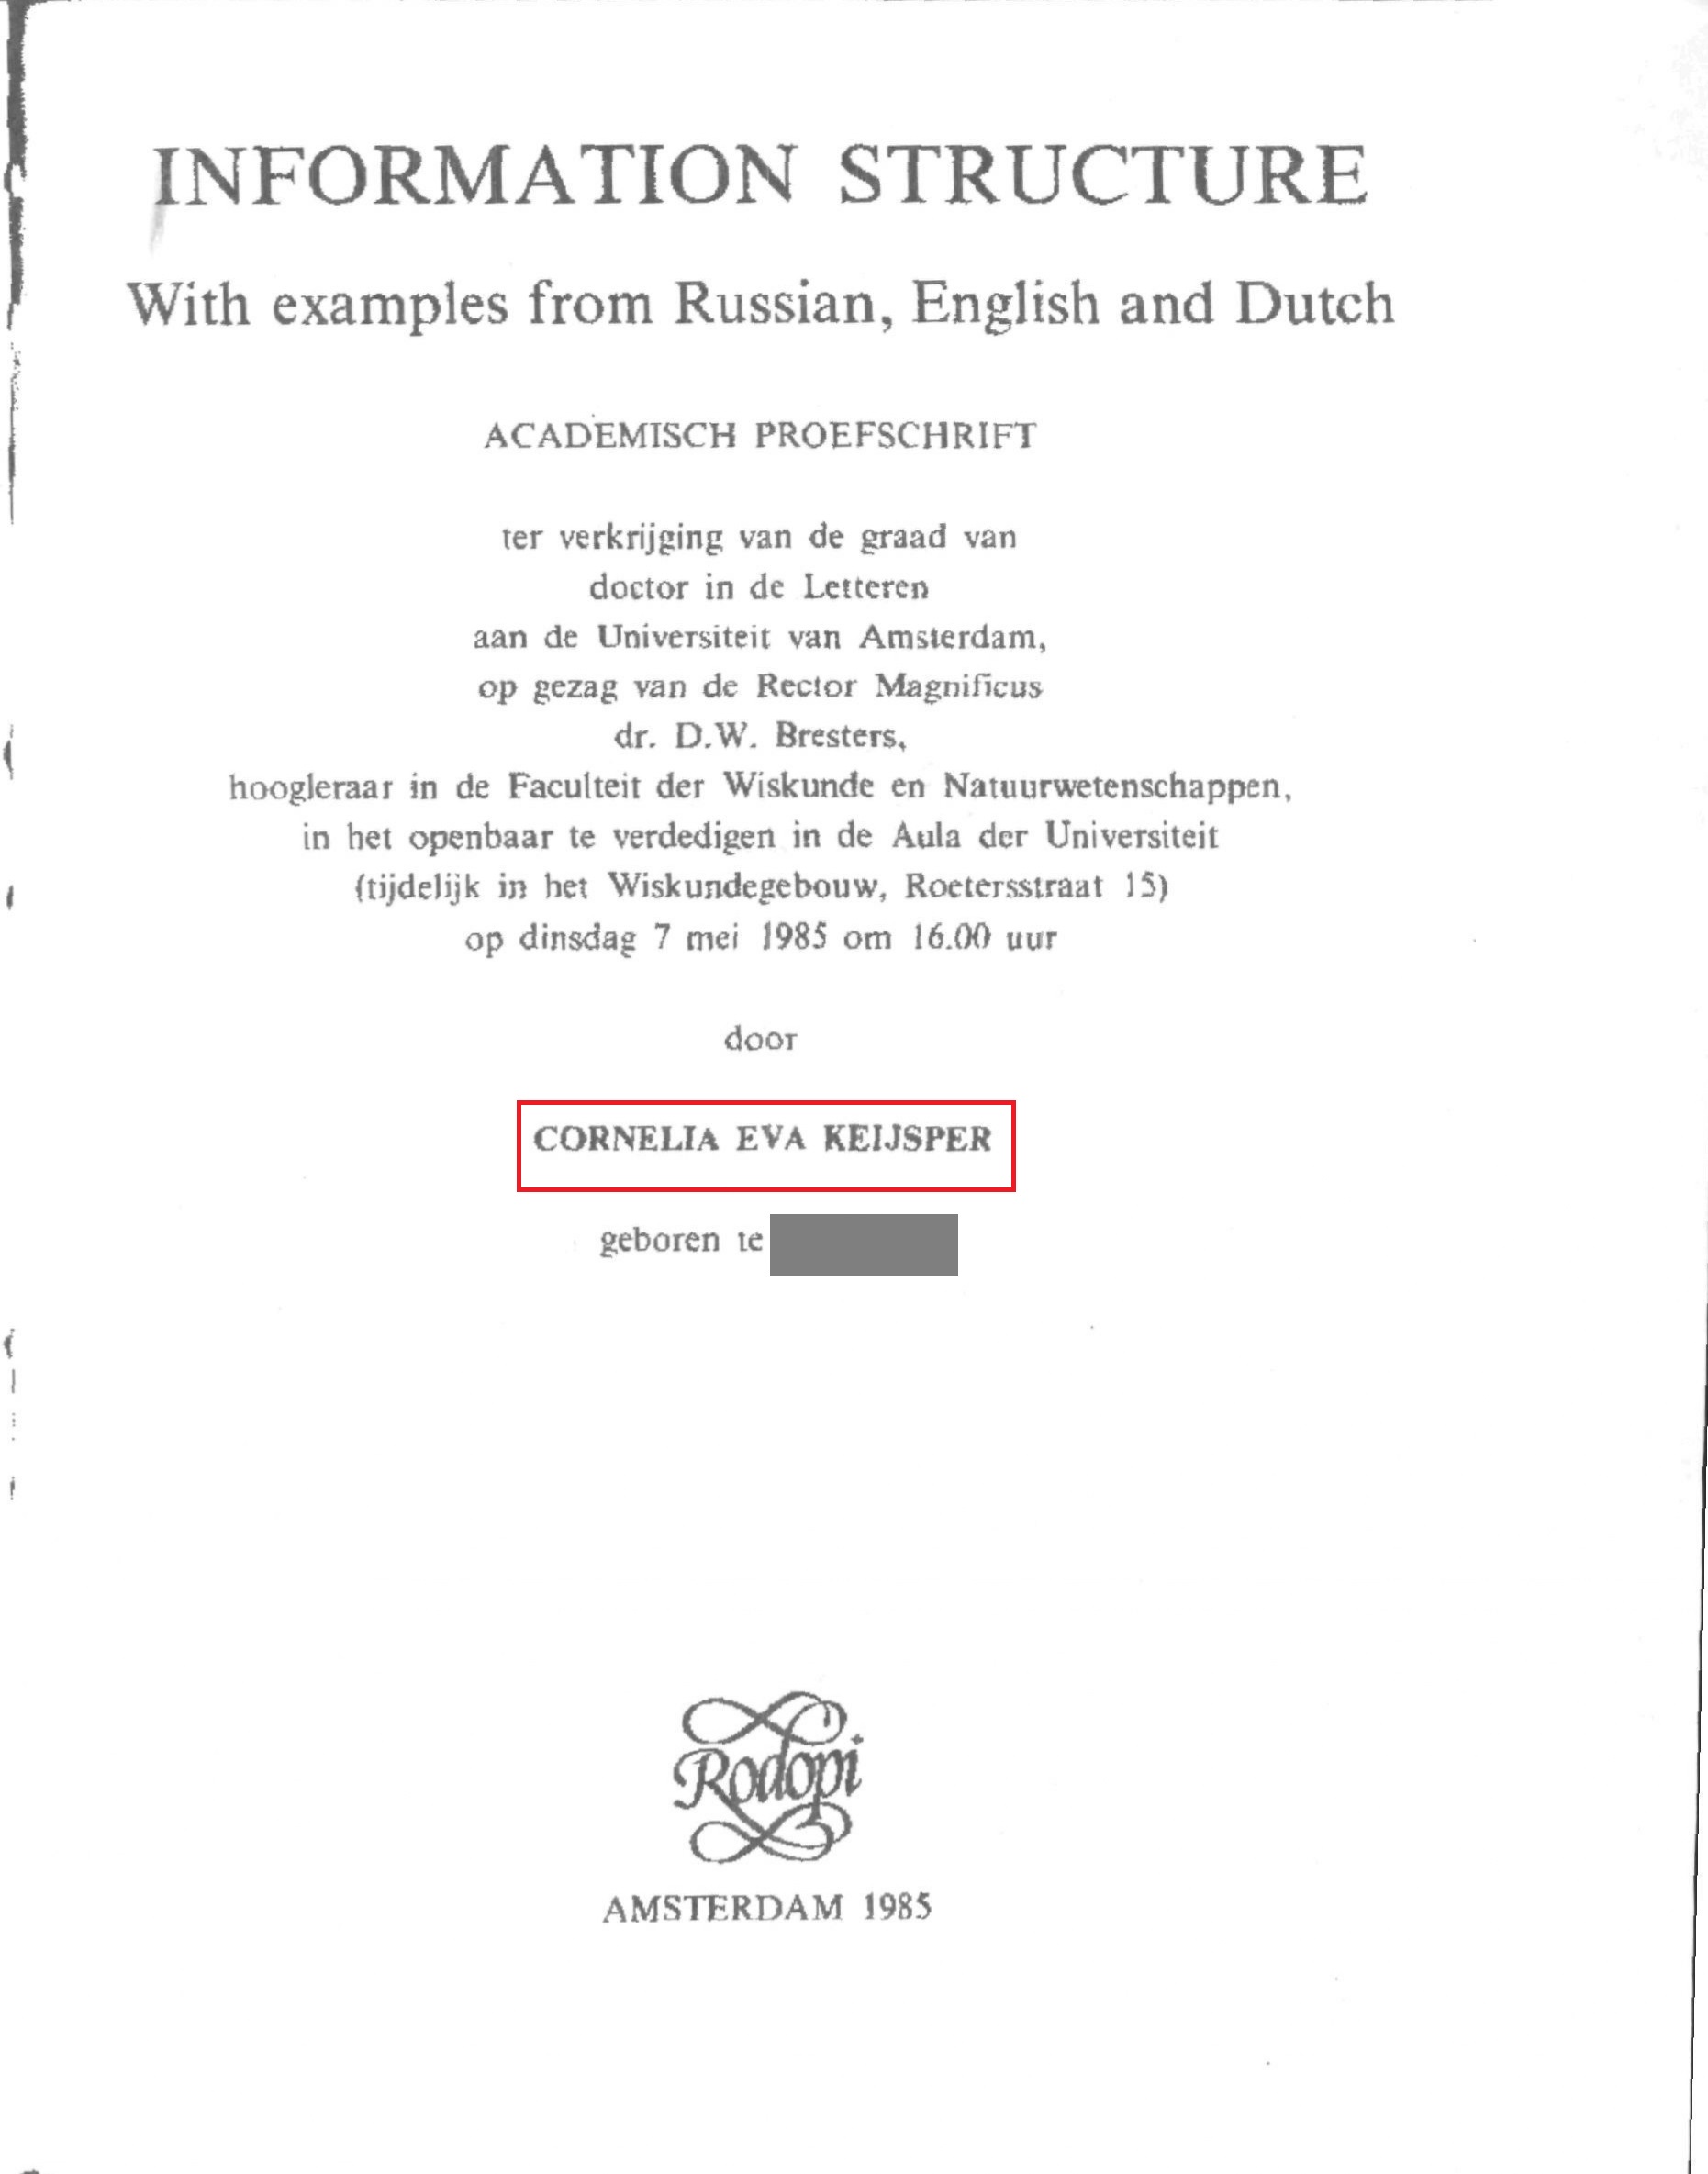 INFORMATION STRUCTURE
With examples from Russian, English and Dutch
ACADEMISCH PROEFSCHRIFT
ter verkrijging van de graad van
doctor in de Letteren
aan de Universiteit van Amsterdam,
op gezag van de Rector Magnificus
dr. D.W. Bresters,
hoogleraar in de Faculteit der Wiskunde en Natuurwetenschappen,
in het openbaar te verdedigen in de Aula der Universiteit
(tijdelijk in het Wiskundegebouw, Roetersstraat 15)
op dinsdag 7 mei 1985 om 16.00 uur
door
CORNELIA EVA KEIJSPER
geboren te
Rodopi
AMSTERDAM 1985